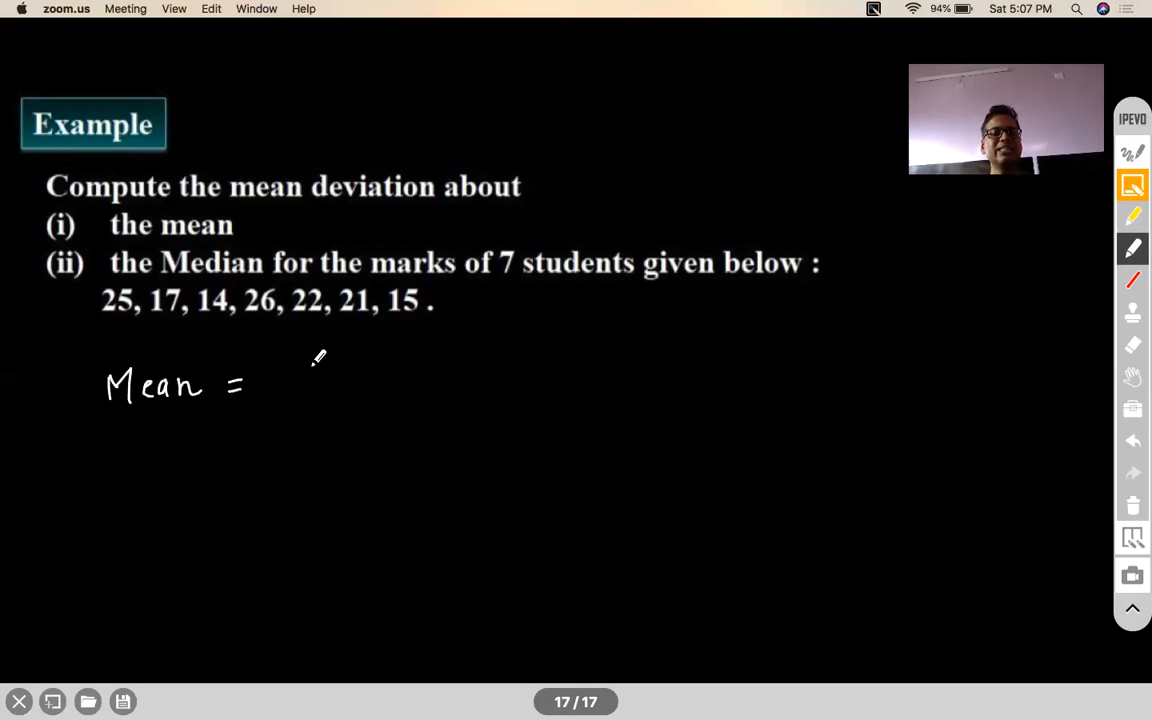 zoom.us Meeting View Edit Window Help 94% Sat 5:07 PM
Example
IPEVO
Compute the mean deviation about
(i) the mean
(ii) the Median for the marks of 7 students given below :
25, 17, 14, 26, 22, 21, 15 .
Mean =
17/17